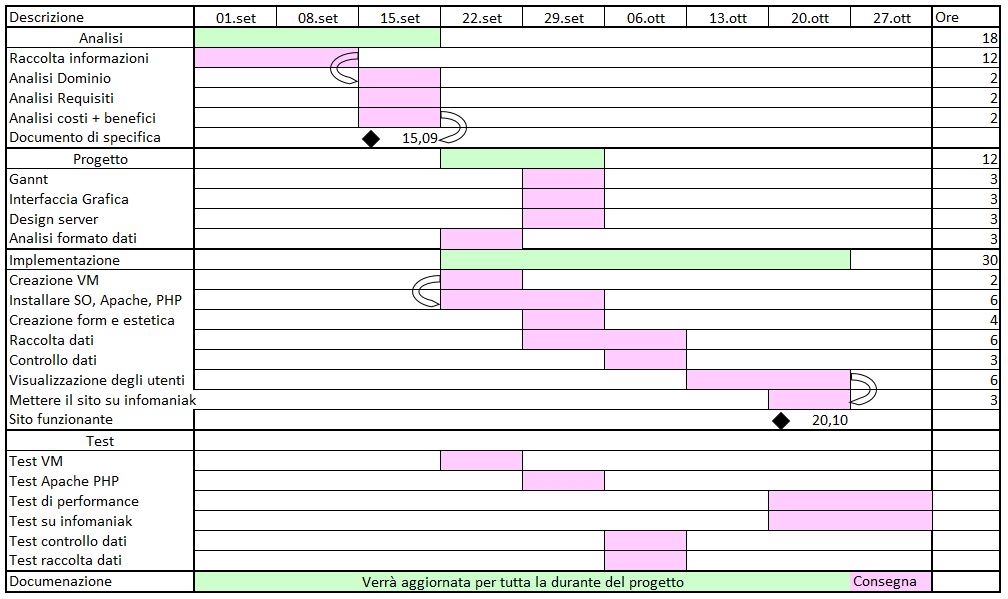 Descrizione 01.set 08.set 15.set 22.set 29.set 06.ott 13.ott 20.ott 27.ott Ore
Analisi 18
Raccolta informazioni 12
Analisi Dominio 2
Analisi Requisiti 2
Analisi costi + benefici 2
Documento di specifica 15,09
Progetto 12
Gannt 3
Interfaccia Grafica 3
Design server 3
Analisi formato dati 3
Implementazione 30
Creazione VM 2
Installare SO, Apache, PHP 6
Creazione form e estetica 4
Raccolta dati 6
Controllo dati 3
Visualizzazione degli utenti 6
Mettere il sito su infomaniak 3
Sito funzionante 20,10
Test
Test VM
Test Apache PHP
Test di performance
Test su infomaniak
Test controllo dati
Test raccolta dati
Documenazione Verrà aggiornata per tutta la durante del progetto Consegna